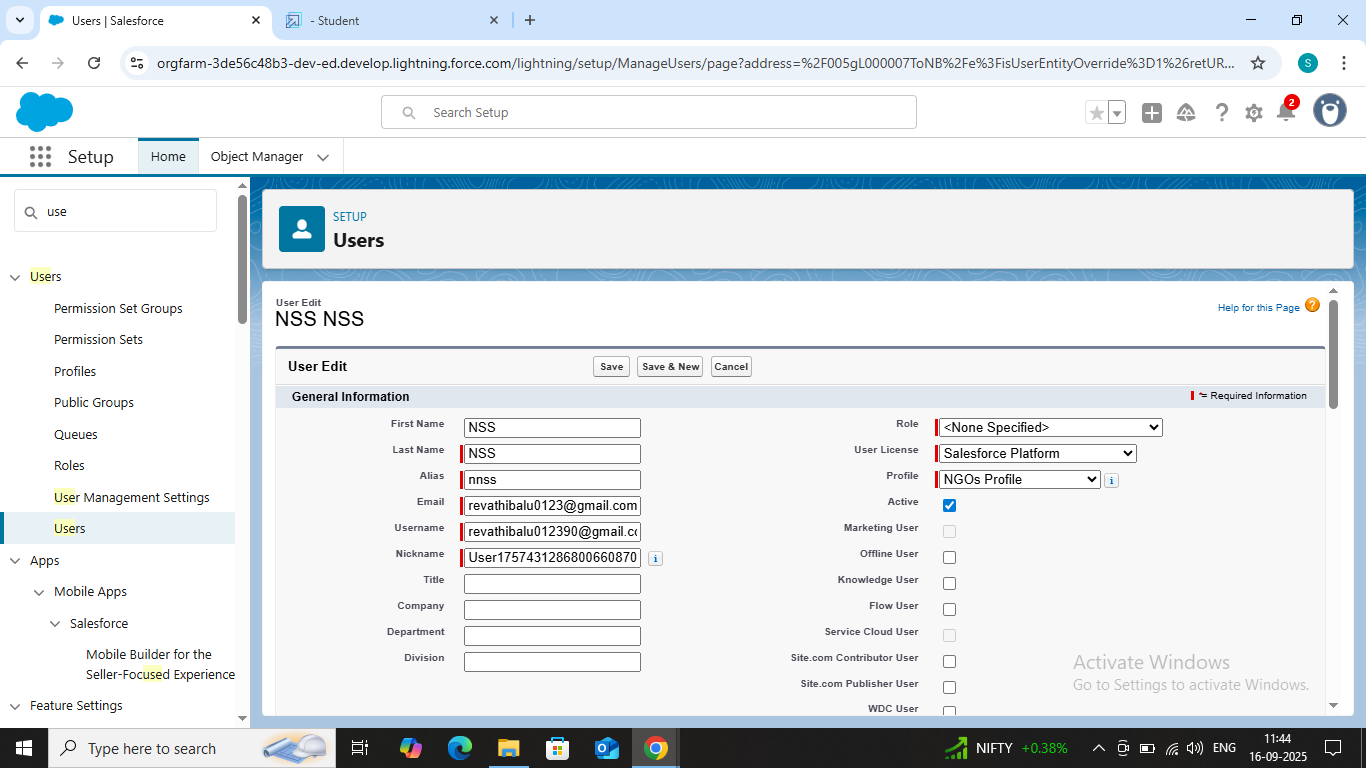 Users | Salesforce
- Student
orgfarm-3de56c48b3-dev-ed.develop.lightning.force.com/lightning/setup/ManageUsers/page?address=%2F005gL000007ToNB%2Fe%3FisUserEntityOverride%3D1%26retUR...
S
Search Setup
2
Setup
Home
Object Manager
use
Users
Permission Set Groups
Permission Sets
Profiles
Public Groups
Queues
Roles
User Management Settings
Users
Apps
Mobile Apps
Salesforce
Mobile Builder for the
Seller-Focused Experience
Feature Settings
SETUP
Users
User Edit
NSS NSS
Help for this Page ?
User Edit
Save
Save & New
Cancel
General Information
= Required Information
First Name NSS
Last Name NSS
Alias nnss
Email revathibalu0123@gmail.com
Username revathibalu012390@gmail.co
Nickname User1757431286800660870 i
Title
Company
Department
Division
Role <None Specified>
User License Salesforce Platform
Profile NGOs Profile i
Active
Marketing User
Offline User
Knowledge User
Flow User
Service Cloud User
Site.com Contributor User
Site.com Publisher User
WDC User
Activate Windows
Go to Settings to activate Windows.
Type here to search
NIFTY +0.38%
ENG
11:44
16-09-2025